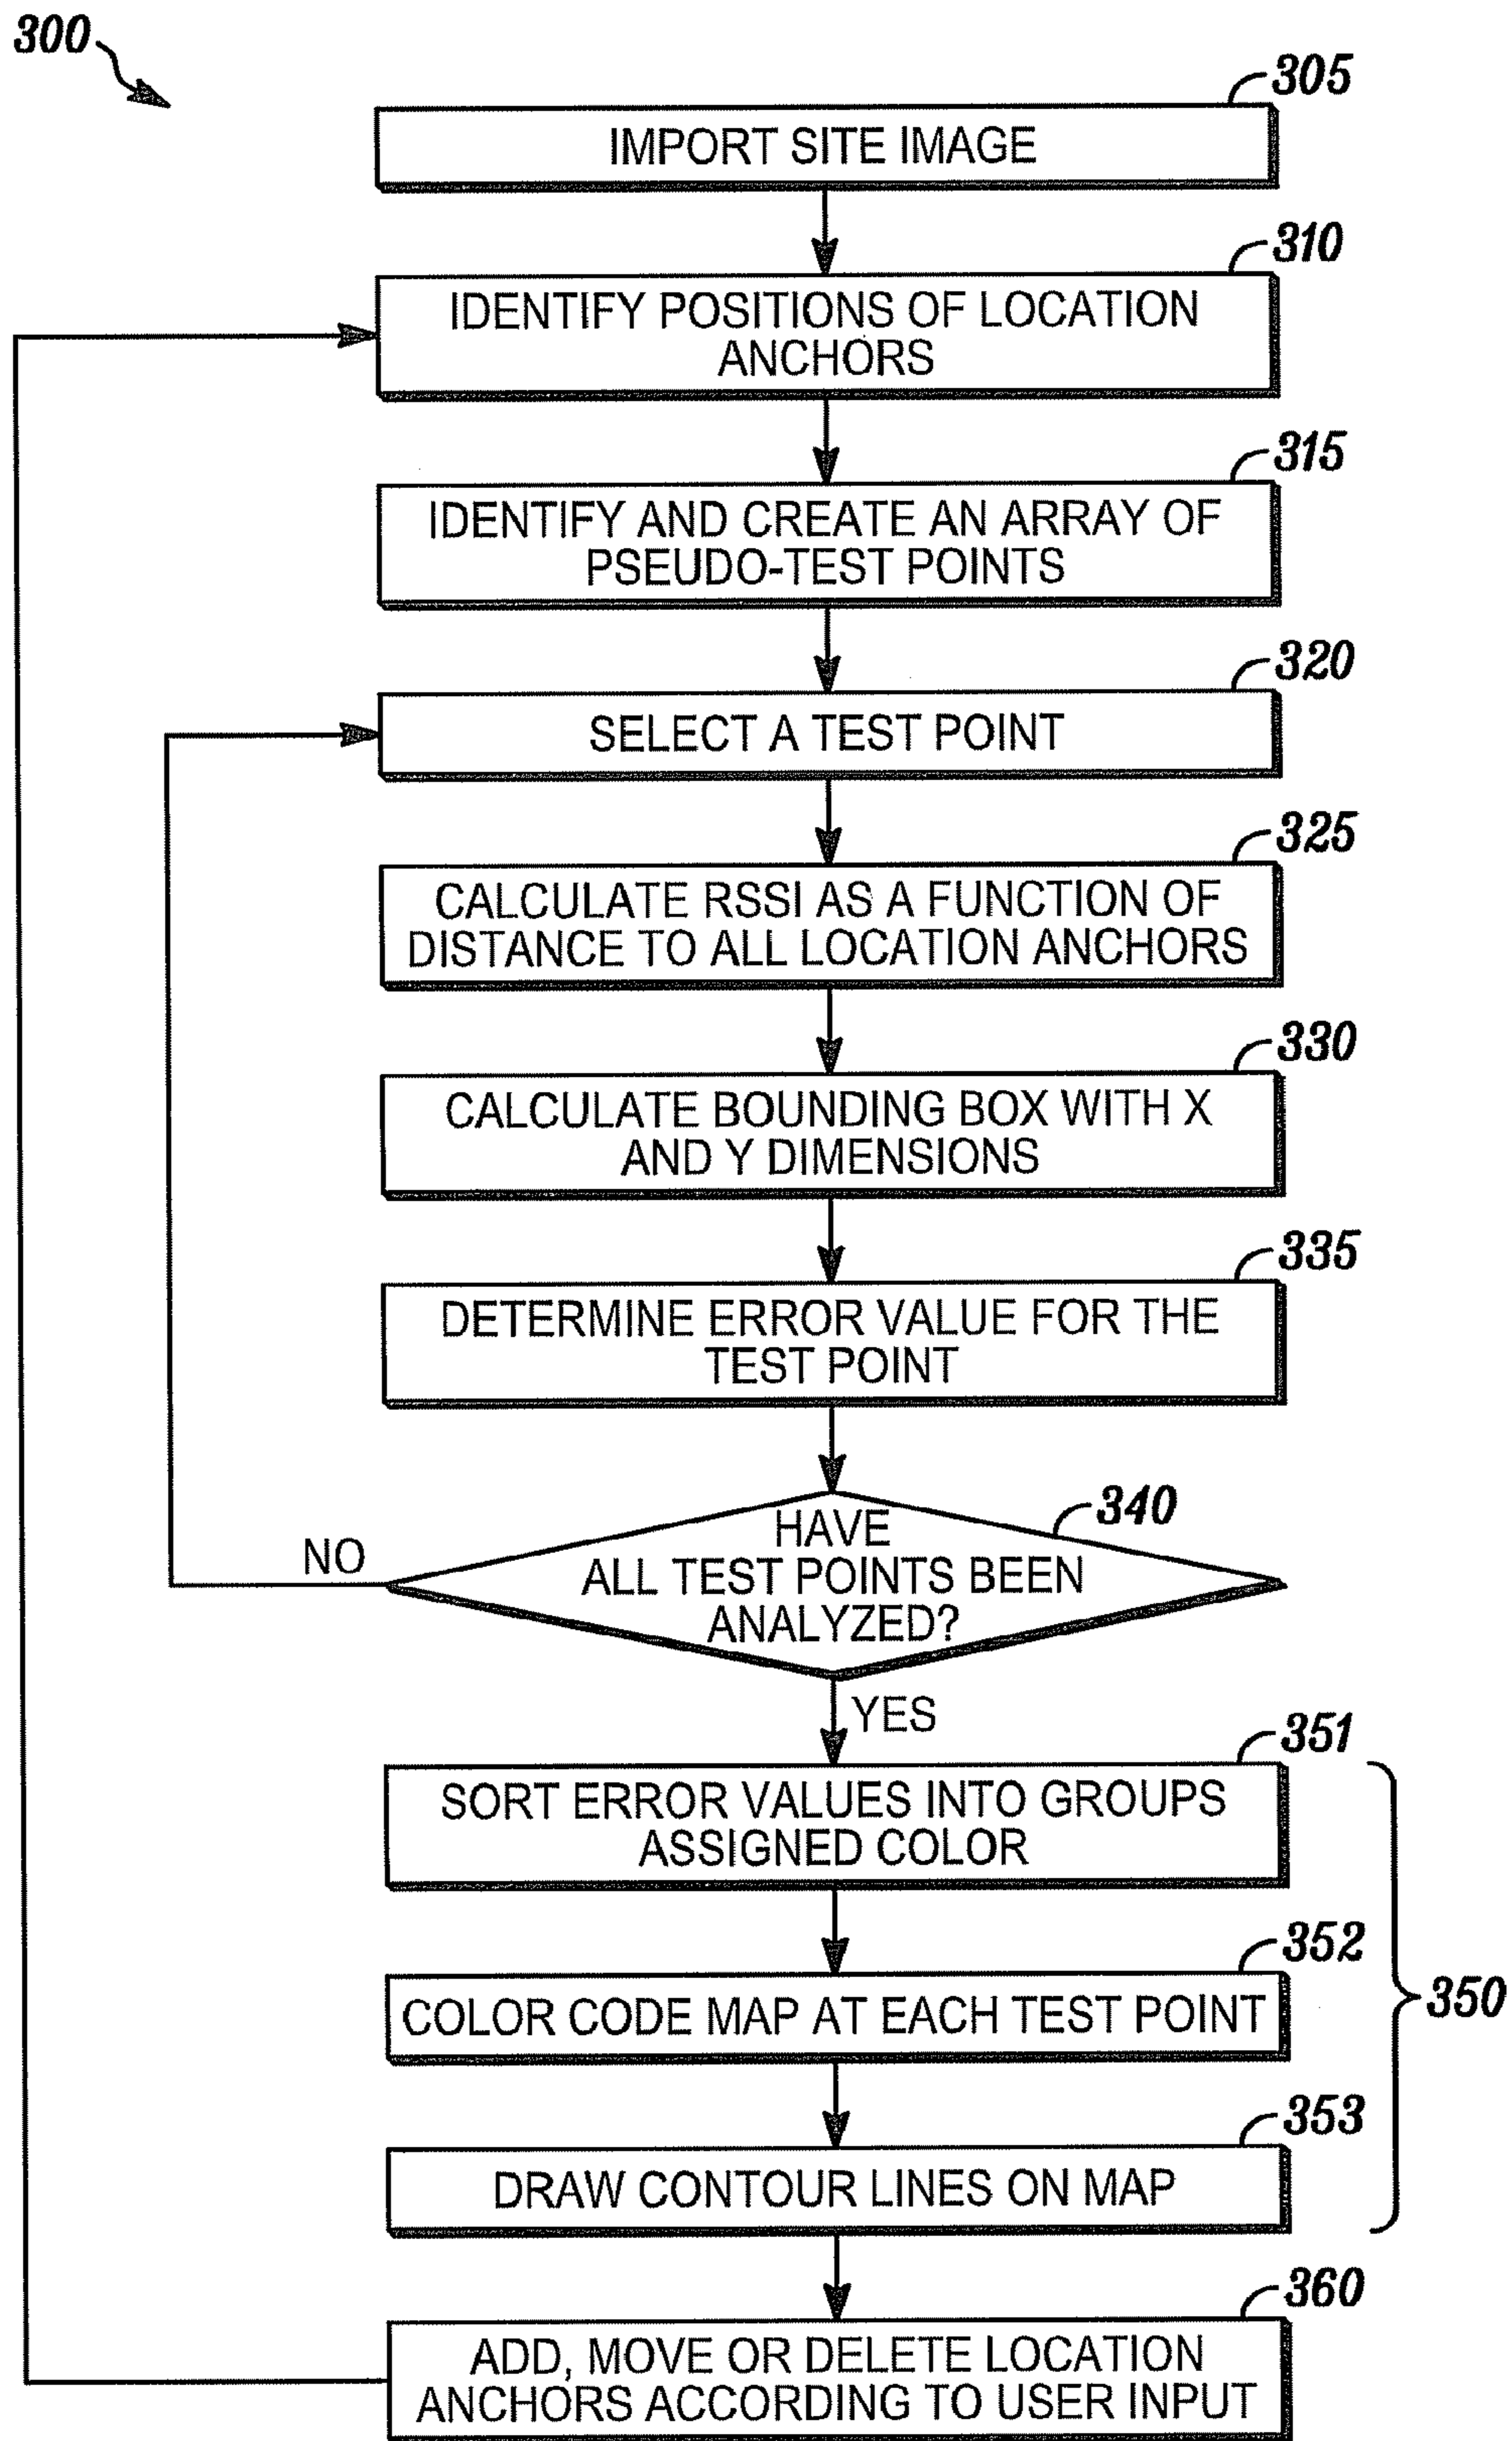 300
305
IMPORT SITE IMAGE
310
IDENTIFY POSITIONS OF LOCATION
ANCHORS
315
IDENTIFY AND CREATE AN ARRAY OF
PSEUDO-TEST POINTS
320
SELECT A TEST POINT
325
CALCULATE RSSI AS A FUNCTION OF
DISTANCE TO ALL LOCATION ANCHORS
330
CALCULATE BOUNDING BOX WITH X
AND Y DIMENSIONS
335
DETERMINE ERROR VALUE FOR THE
TEST POINT
340
HAVE
ALL TEST POINTS BEEN
ANALYZED?
NO
YES
351
SORT ERROR VALUES INTO GROUPS
ASSIGNED COLOR
352
COLOR CODE MAP AT EACH TEST POINT
350
353
DRAW CONTOUR LINES ON MAP
360
ADD, MOVE OR DELETE LOCATION
ANCHORS ACCORDING TO USER INPUT